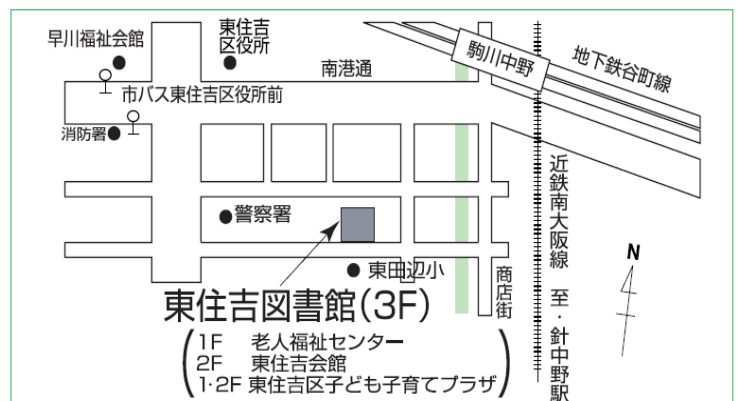 早川福祉会館
東住吉
区役所
南港通
駒川中野
地下鉄谷町線
市バス東住吉区役所前
消防署
警察署
東田辺小
商店街
近鉄南大阪線 至・針中野駅
N
東住吉図書館(3F)
1F 老人福祉センター
2F 東住吉会館
1・2F 東住吉区子ども子育てプラザ